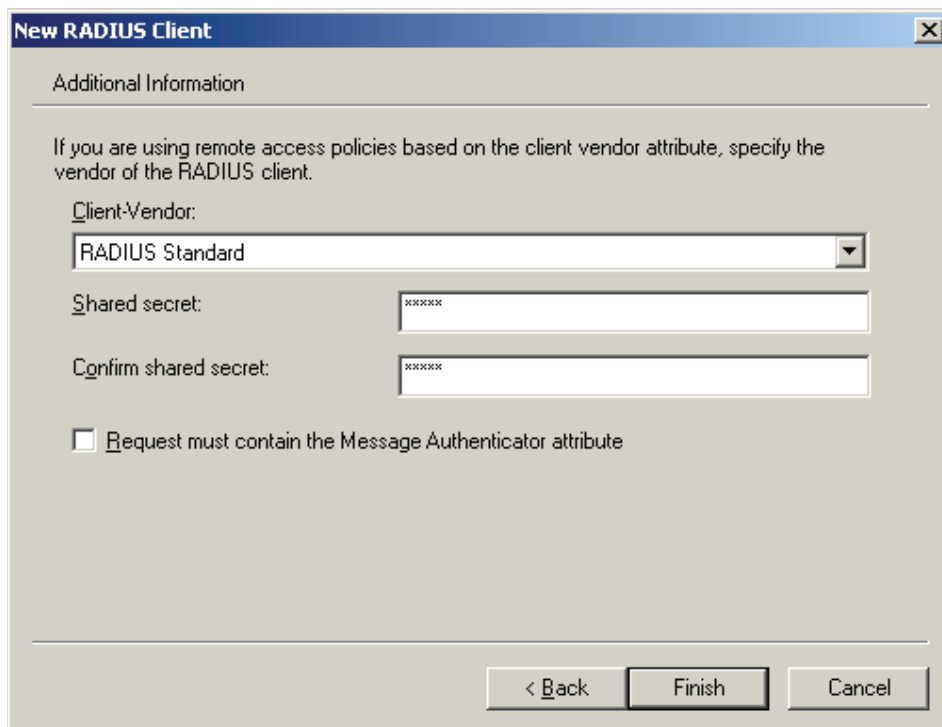 New RADIUS Client
Additional Information
If you are using remote access policies based on the client vendor attribute, specify the
vendor of the RADIUS client.
Client-Vendor:
RADIUS Standard
Shared secret: xxxxx
Confirm shared secret: xxxxx
Request must contain the Message Authenticator attribute
< Back Finish Cancel